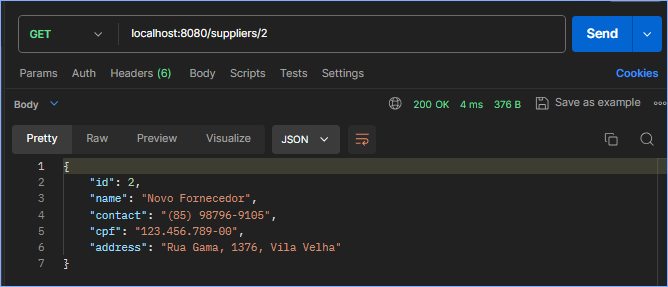 GET localhost:8080/suppliers/2 Send
Params Auth Headers (6) Body Scripts Tests Settings Cookies
Body 200 OK 4 ms 376 B Save as example
Pretty Raw Preview Visualize JSON
1 {
2 "id": 2,
3 "name": "Novo Fornecedor",
4 "contact": "(85) 98796-9105",
5 "cpf": "123.456.789-00",
6 "address": "Rua Gama, 1376, Vila Velha"
7 }